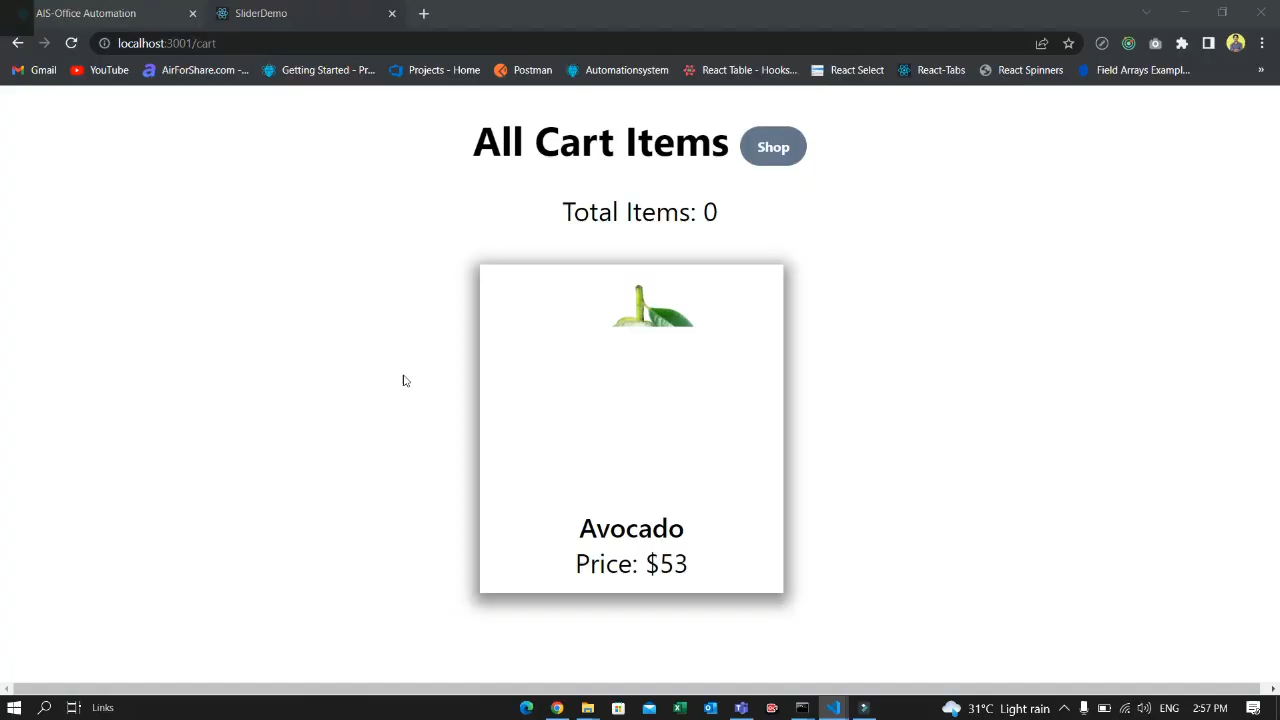 AIS-Office Automation
SliderDemo
localhost:3001/cart
Gmail
YouTube
AirForShare.com -...
Getting Started - Pr...
Projects - Home
Postman
Automationsystem
React Table - Hooks...
React Select
React-Tabs
React Spinners
Field Arrays Exampl...
»
All Cart Items
Shop
Total Items: 0
Avocado
Price: $53
Links
31°C Light rain
ENG
2:57 PM